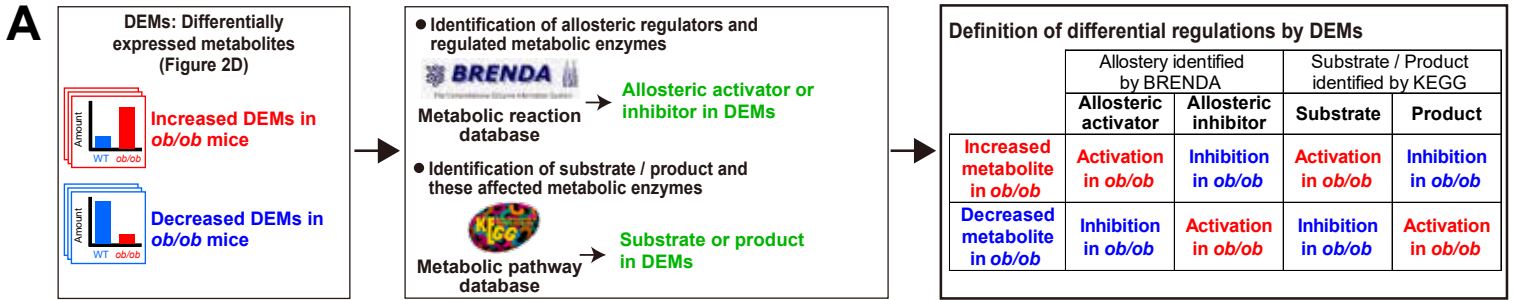 A
DEMs: Differentially
expressed metabolites
(Figure 2D)
Amount
WT ob/ob
Increased DEMs in
ob/ob mice
Amount
WT ob/ob
Decreased DEMs in
ob/ob mice
● Identification of allosteric regulators and
regulated metabolic enzymes
BRENDA
Metabolic reaction
database
Allosteric activator or
inhibitor in DEMs
● Identification of substrate / product and
these affected metabolic enzymes
KEGG
Metabolic pathway
database
Substrate or product
in DEMs
Definition of differential regulations by DEMs
Allostery identified
by BRENDA
Substrate / Product
identified by KEGG
Allosteric
activator
Allosteric
inhibitor
Substrate
Product
Increased
metabolite
in ob/ob
Activation
in ob/ob
Inhibition
in ob/ob
Activation
in ob/ob
Inhibition
in ob/ob
Decreased
metabolite
in ob/ob
Inhibition
in ob/ob
Activation
in ob/ob
Inhibition
in ob/ob
Activation
in ob/ob